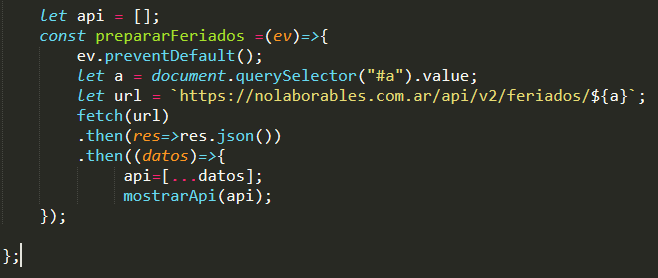 let api = [];
const prepararFeriados =(ev)=>{
ev.preventDefault();
let a = document.querySelector("#a").value;
let url = `https://nolaborables.com.ar/api/v2/feriados/${a}`;
fetch(url)
.then(res=>res.json())
.then((datos)=>{
api=[...datos];
mostrarApi(api);
});
};